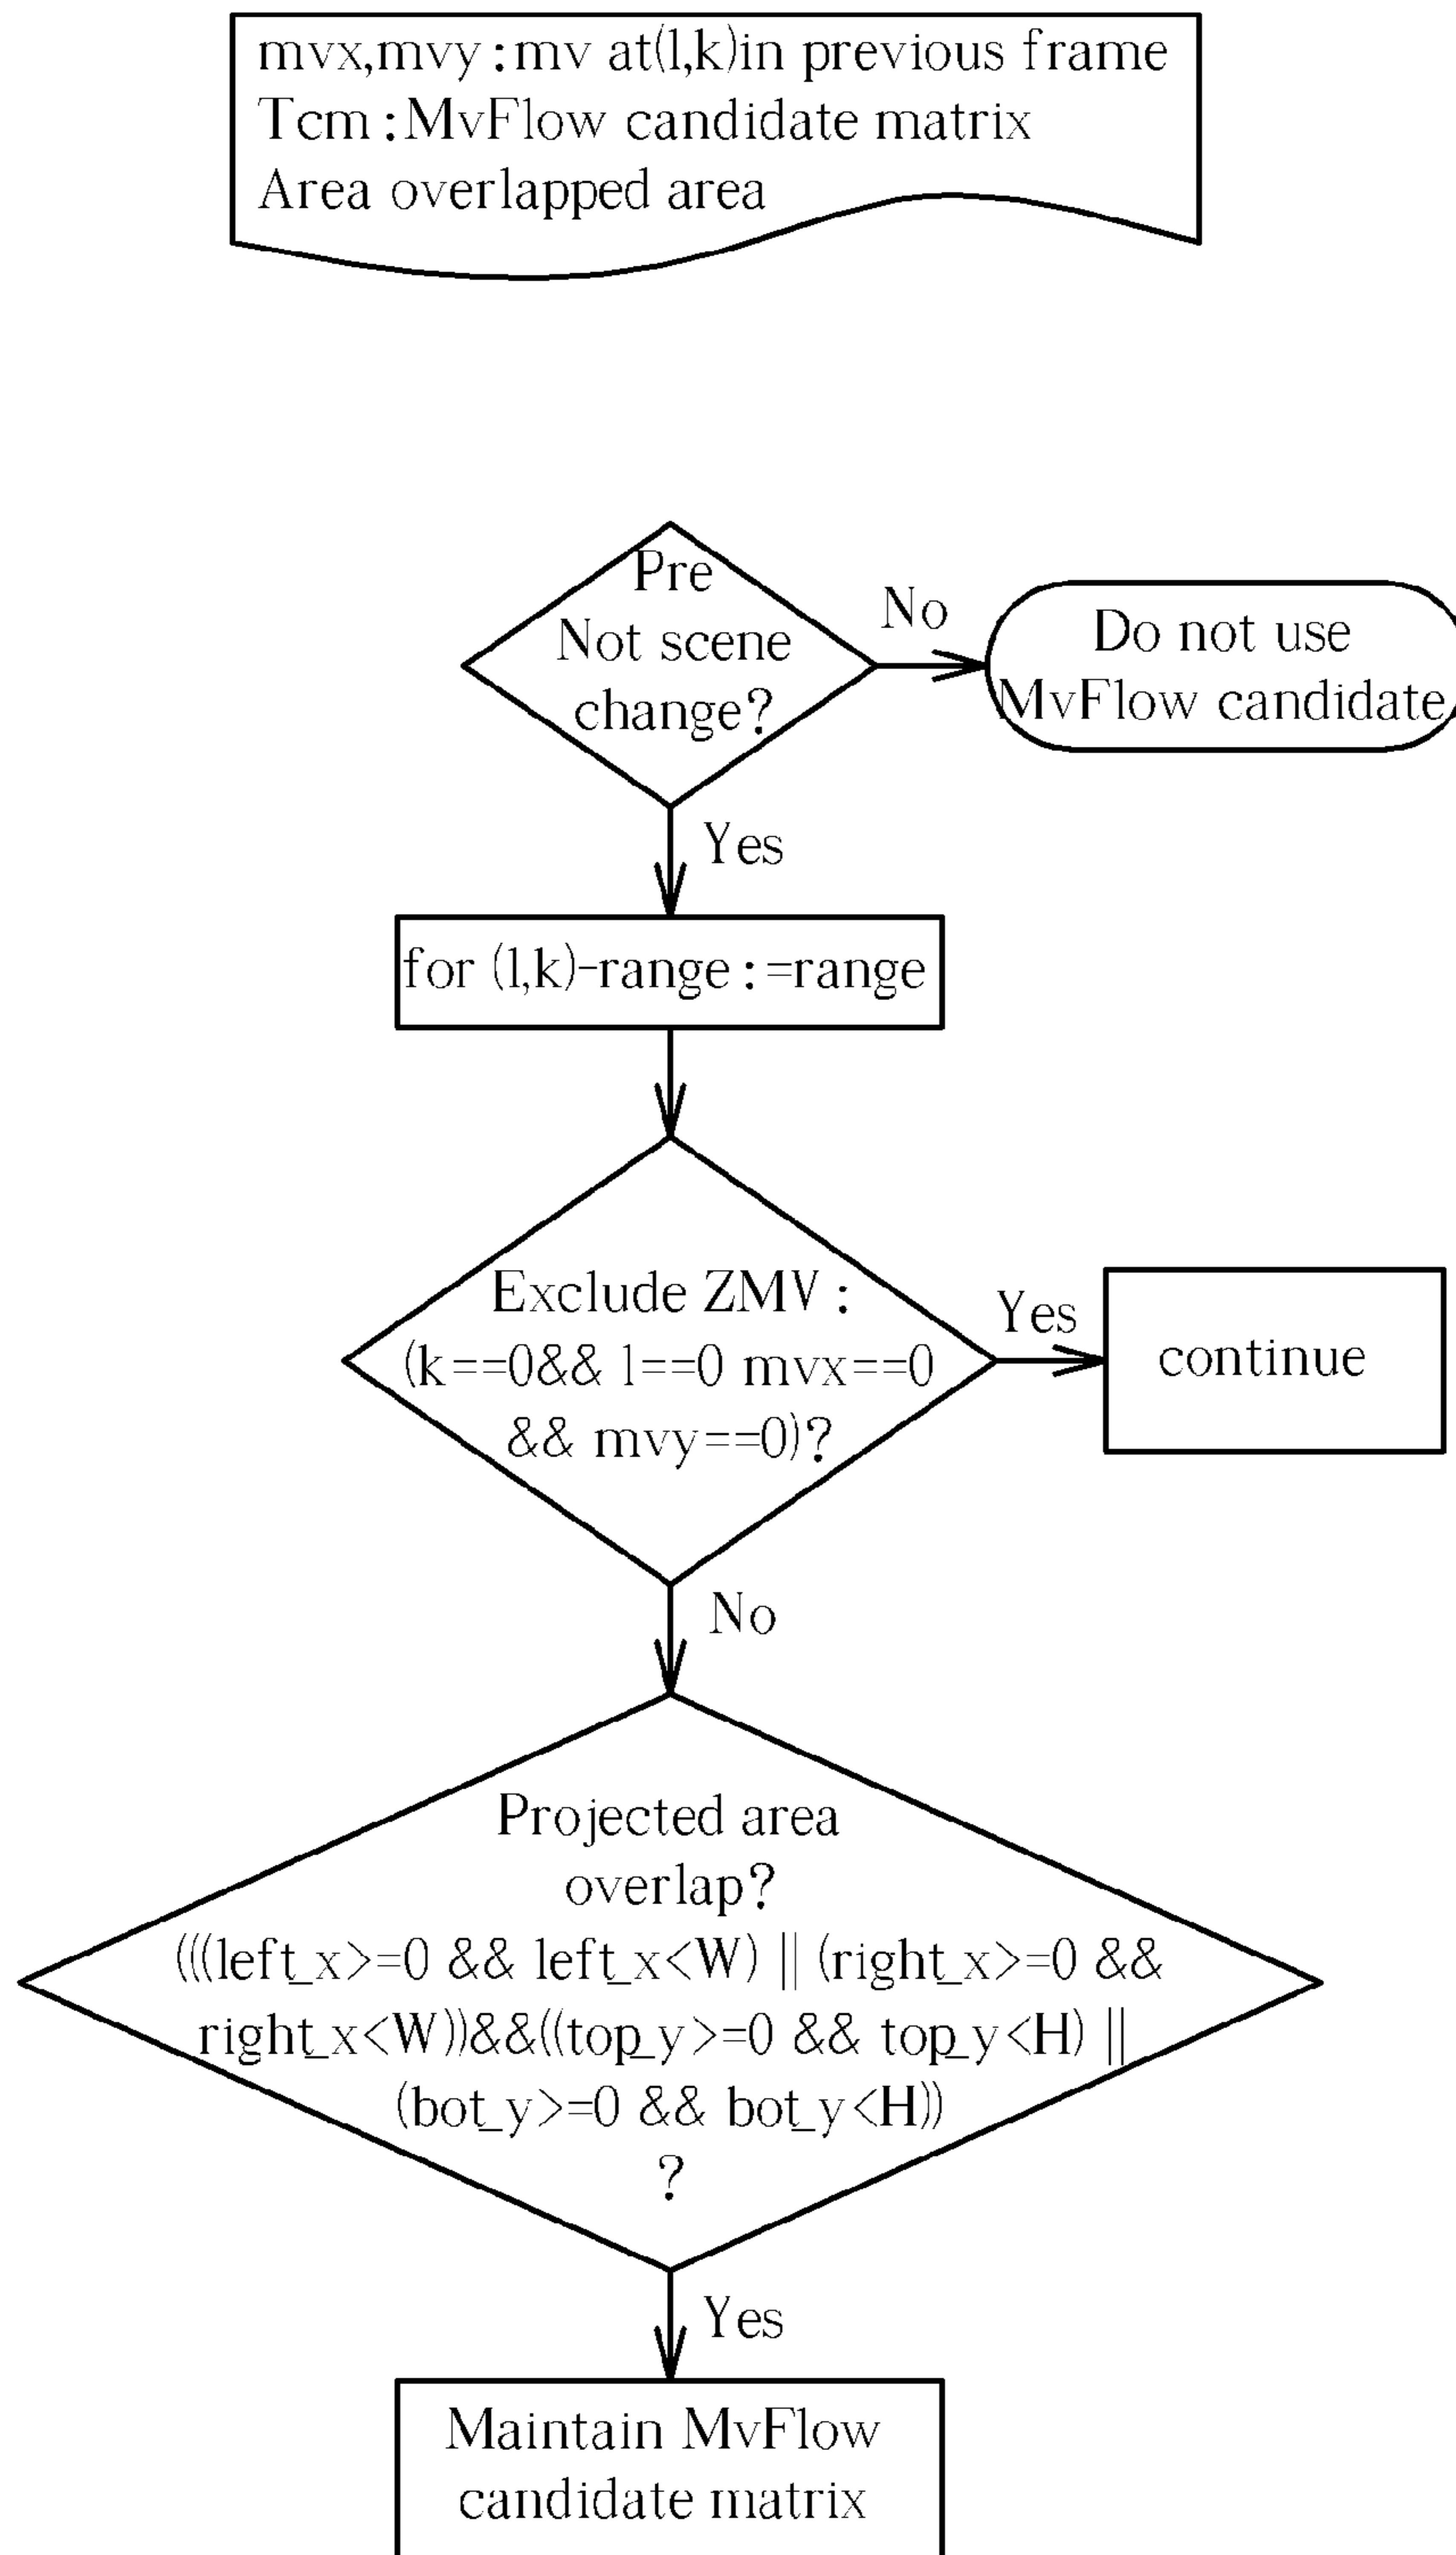 mvx,mvy:mv at(l,k)in previous frame
Tcm:MvFlow candidate matrix
Area overlapped area
Pre
Not scene
change?
No
Do not use
MvFlow candidate
Yes
for (l,k)-range:=range
Exclude ZMV:
(k==0&& l==0 mvx==0
&& mvy==0)?
Yes
continue
No
Projected area
overlap?
(((left_x>=0 && left_x<W) || (right_x>=0 &&
right_x<W))&&((top_y>=0 && top_y<H) ||
(bot_y>=0 && bot_y<H))
?
Yes
Maintain MvFlow
candidate matrix